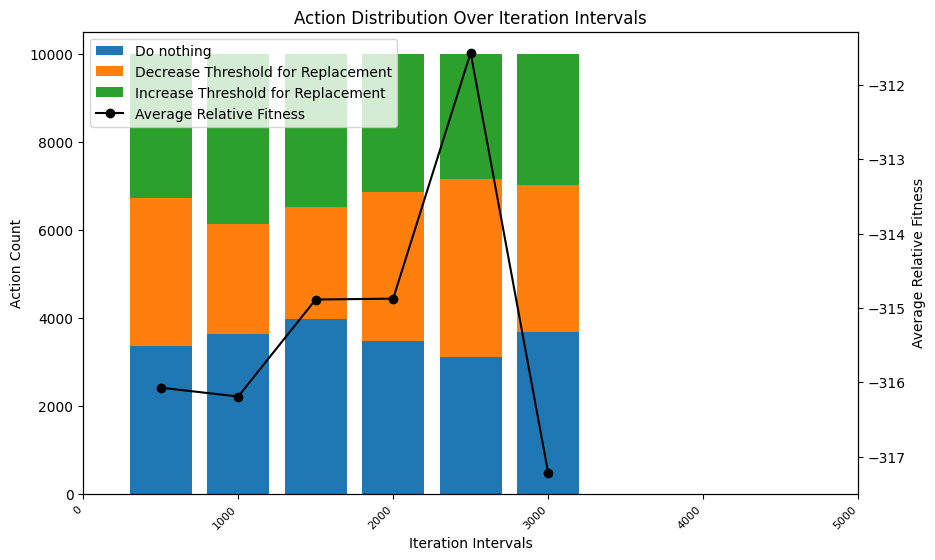 Action Distribution Over Iteration Intervals
Do nothing
Decrease Threshold for Replacement
Increase Threshold for Replacement
Average Relative Fitness
10000
8000
6000
4000
2000
0
Action Count
−312
−313
−314
−315
−316
−317
Average Relative Fitness
0
1000
2000
3000
4000
5000
Iteration Intervals